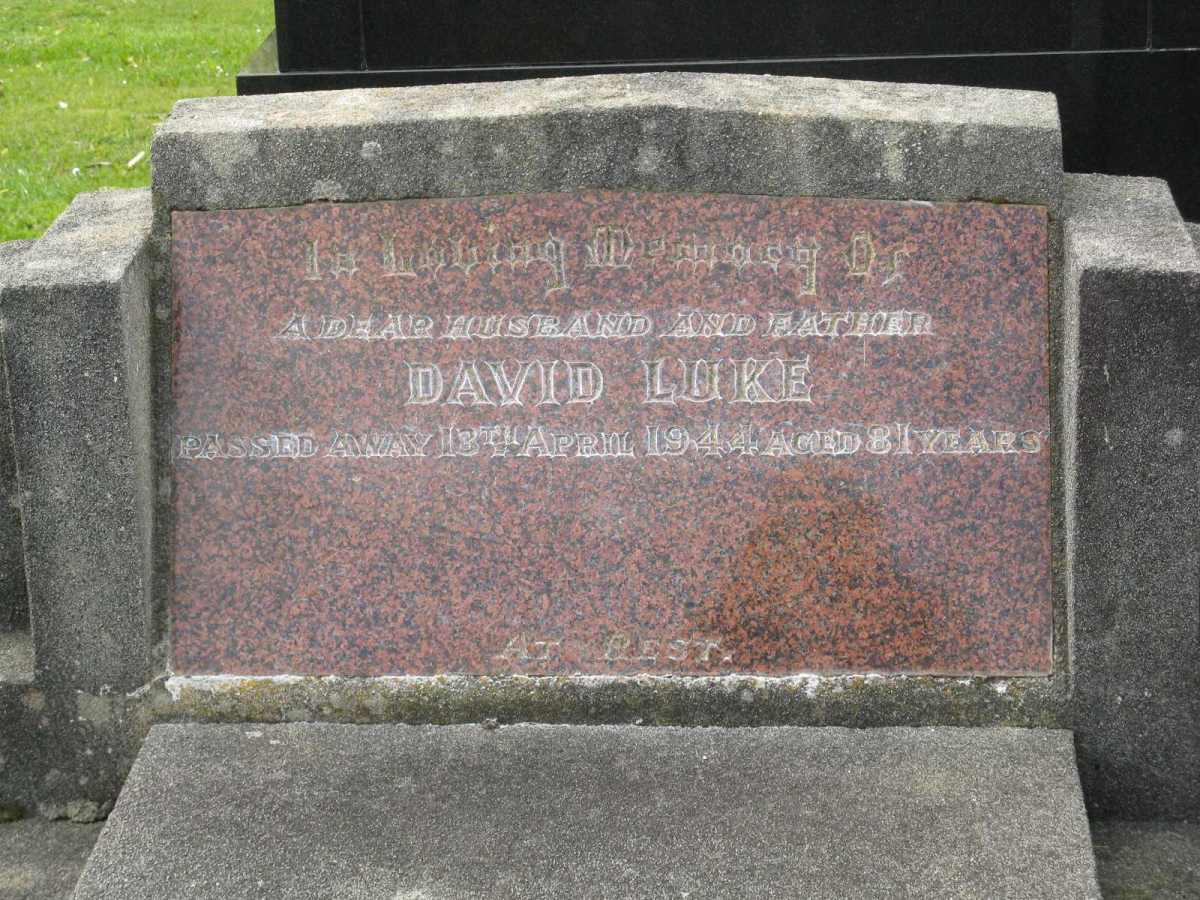 In Loving Memory Of
A DEAR HUSBAND AND FATHER
DAVID LUKE
PASSED AWAY 13TH APRIL 1944 AGED 81 YEARS
AT REST.